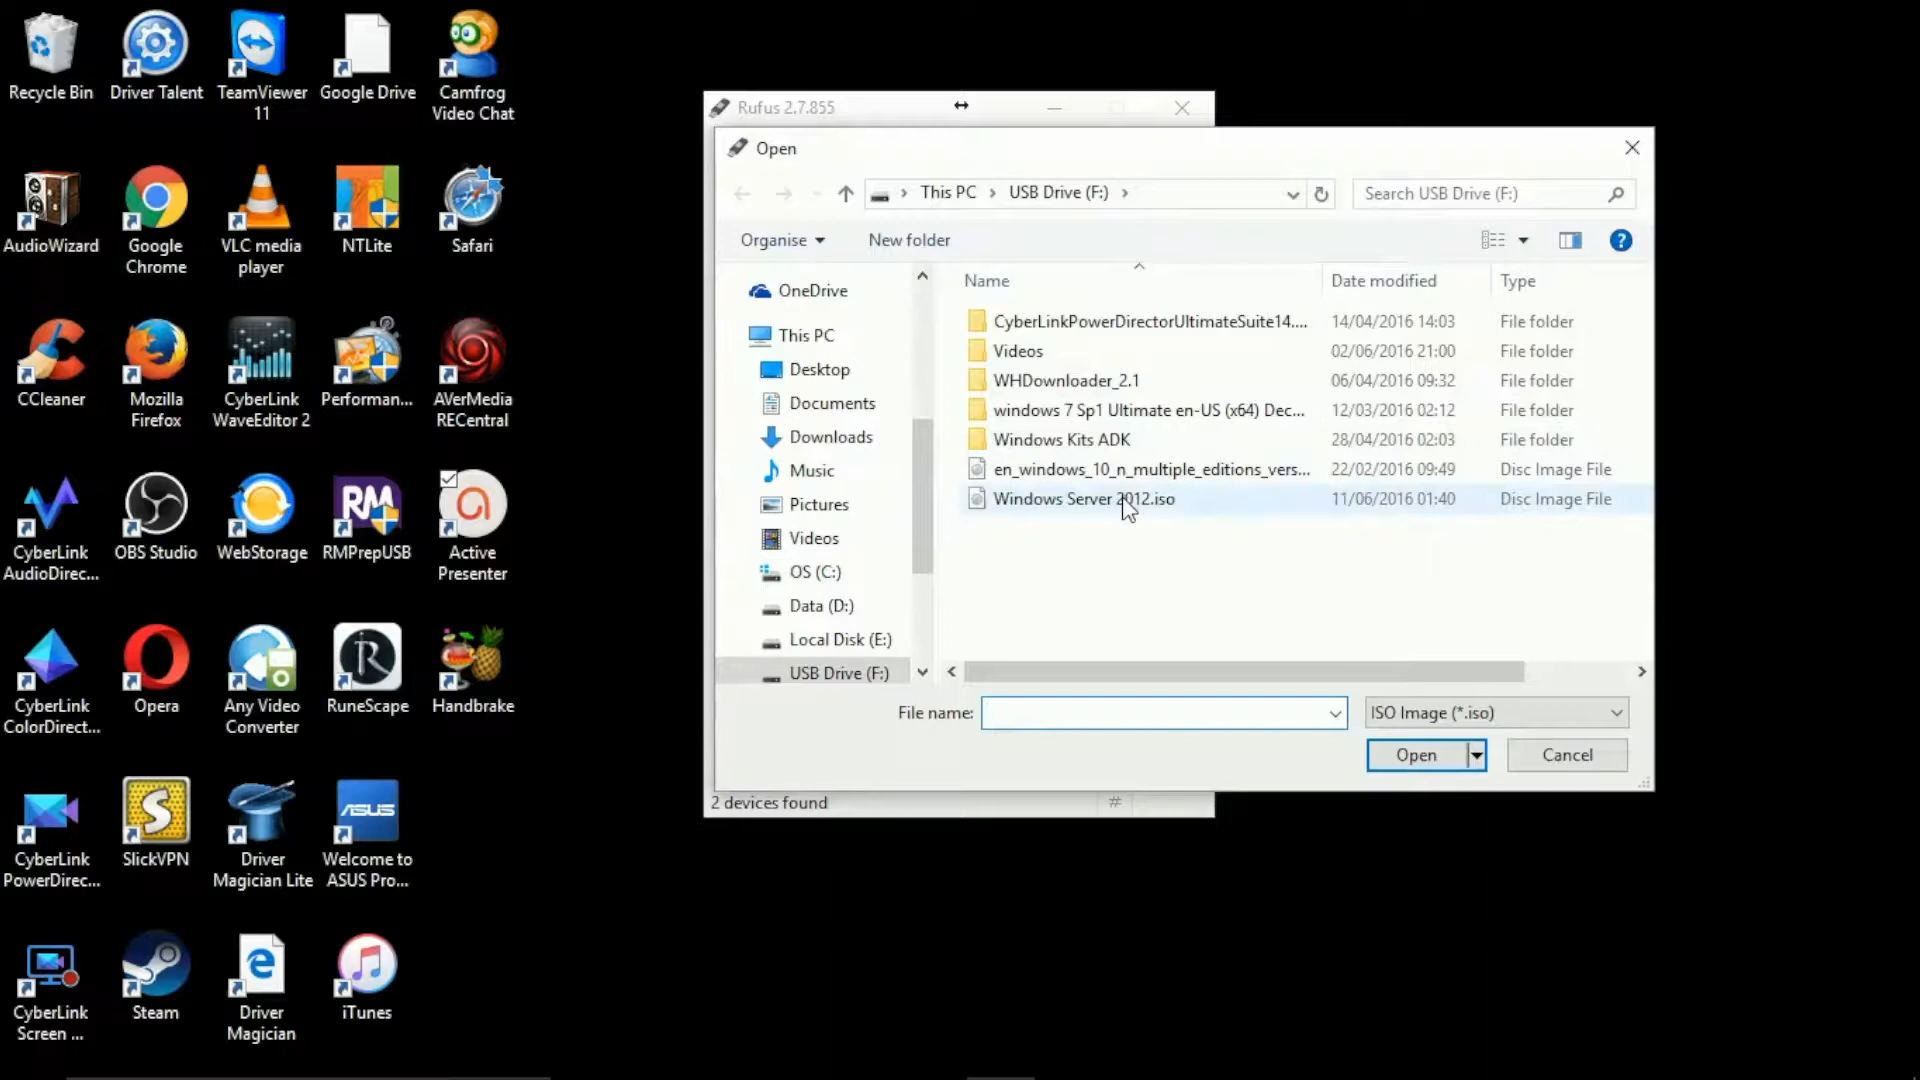 Recycle Bin
Driver Talent
TeamViewer
11
Google Drive
Camfrog
Video Chat
AudioWizard
Google
Chrome
VLC media
player
NTLite
Safari
CCleaner
Mozilla
Firefox
CyberLink
WaveEditor 2
Performan...
AVerMedia
RECentral
CyberLink
AudioDirec...
OBS Studio
WebStorage
RM
RMPrepUSB
Active
Presenter
CyberLink
ColorDirect...
Opera
Any Video
Converter
RuneScape
Handbrake
CyberLink
PowerDirec...
SlickVPN
Driver
Magician Lite
ASUS
Welcome to
ASUS Pro...
CyberLink
Screen ...
Steam
Driver
Magician
iTunes
Rufus 2.7.855
Open
This PC
USB Drive (F:)
Search USB Drive (F:)
Organise
New folder
OneDrive
This PC
Desktop
Documents
Downloads
Music
Pictures
Videos
OS (C:)
Data (D:)
Local Disk (E:)
USB Drive (F:)
Name Date modified Type
CyberLinkPowerDirectorUltimateSuite14.... 14/04/2016 14:03 File folder
Videos 02/06/2016 21:00 File folder
WHDownloader_2.1 06/04/2016 09:32 File folder
windows 7 Sp1 Ultimate en-US (x64) Dec... 12/03/2016 02:12 File folder
Windows Kits ADK 28/04/2016 02:03 File folder
en_windows_10_n_multiple_editions_vers... 22/02/2016 09:49 Disc Image File
Windows Server 2012.iso 11/06/2016 01:40 Disc Image File
File name:
ISO Image (*.iso)
Open
Cancel
2 devices found
#